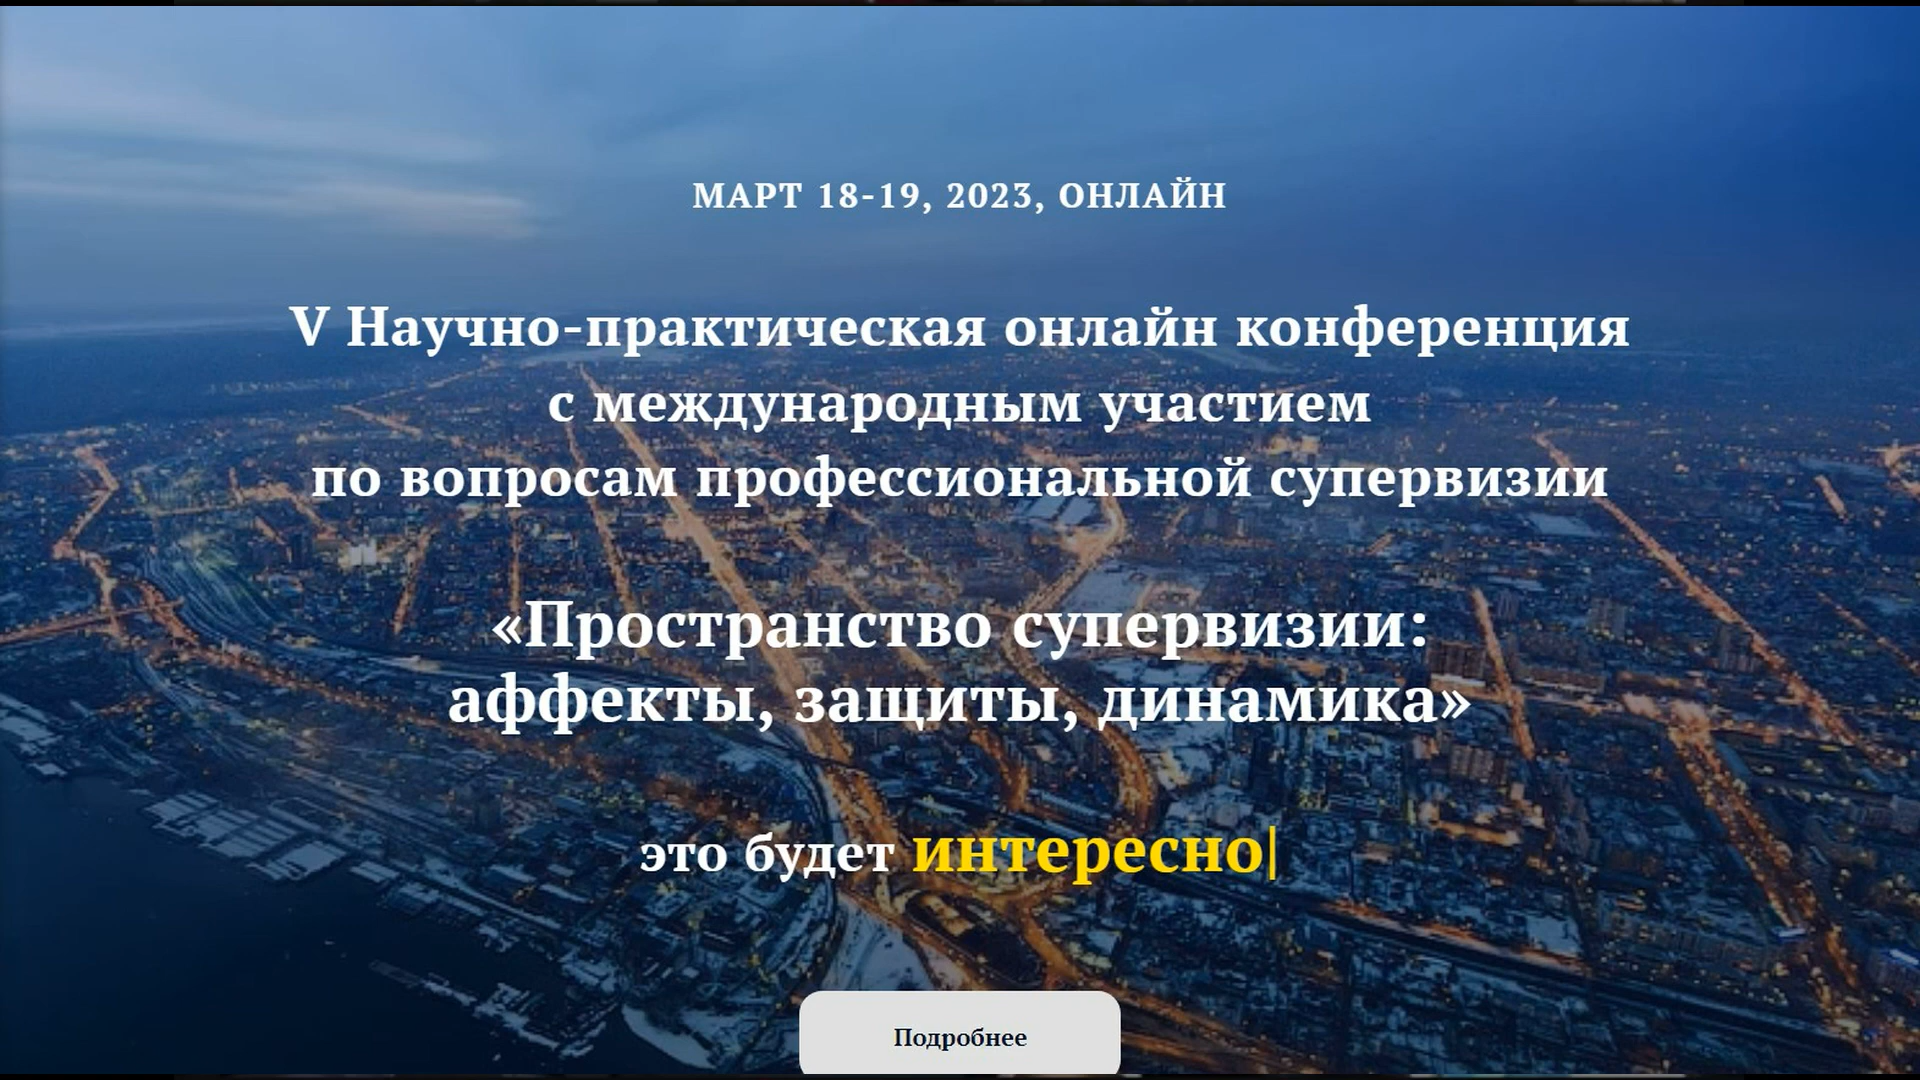 МАРТ 18-19, 2023, ОНЛАЙН
V Научно-практическая онлайн конференция
с международным участием
по вопросам профессиональной супервизии
«Пространство супервизии:
аффекты, защиты, динамика»
это будет интересно|
Подробнее